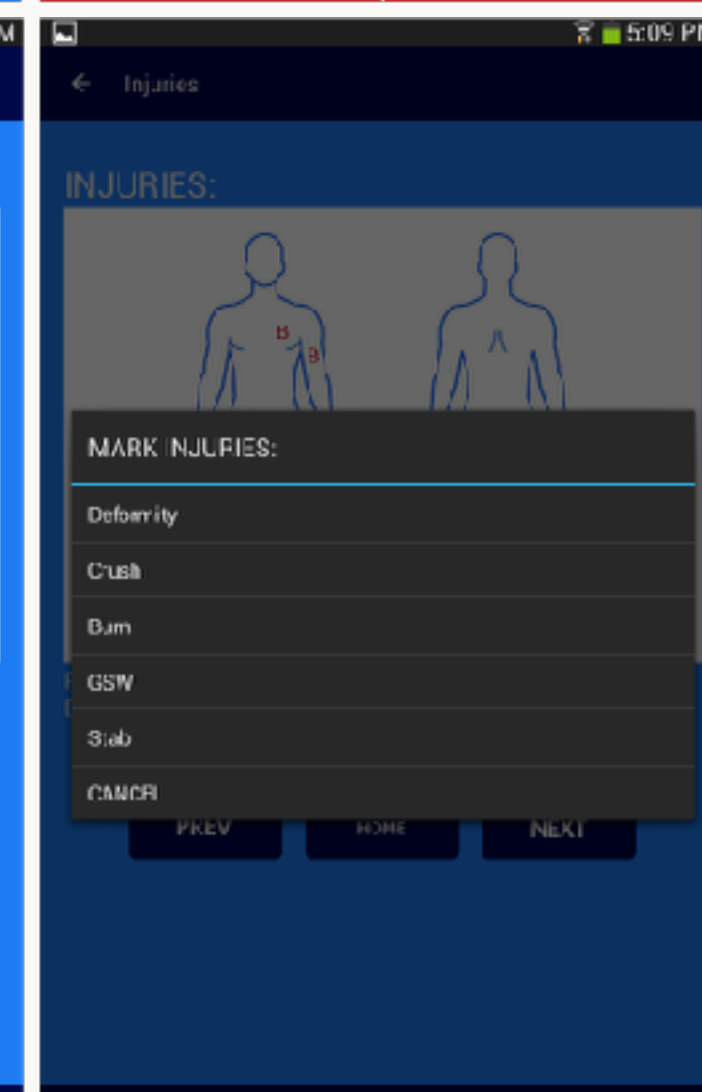 M
5:09 PM
Injuries
INJURIES:
B
B
MARK INJURIES:
Deformity
Crush
Burn
GSW
Stab
CANCEL
PREV HOME NEXT